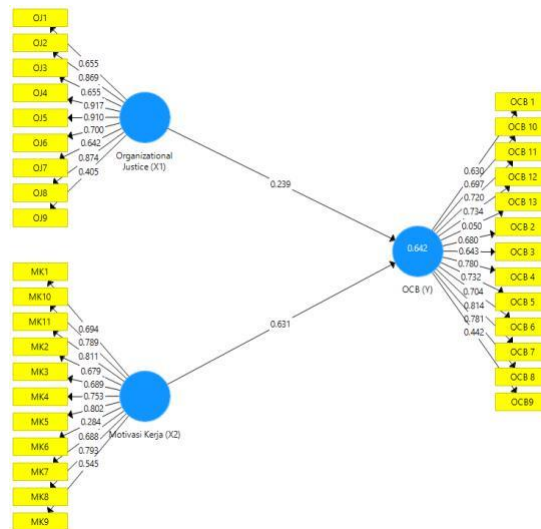 OJ1
OJ2
OJ3
OJ4
OJ5
OJ6
OJ7
OJ8
OJ9
0.655
0.869
0.655
0.917
0.910
0.700
0.642
0.874
0.405
Organizational
Justice (X1)
0.239
MK1
MK10
MK11
MK2
MK3
MK4
MK5
MK6
MK7
MK8
MK9
0.694
0.789
0.811
0.679
0.689
0.753
0.802
0.284
0.688
0.793
0.545
Motivasi Kerja (X2)
0.631
0.642
OCB (Y)
0.630
0.697
0.720
0.734
0.050
0.680
0.643
0.780
0.732
0.704
0.814
0.781
0.442
OCB 1
OCB 10
OCB 11
OCB 12
OCB 13
OCB 2
OCB 3
OCB 4
OCB 5
OCB 6
OCB 7
OCB 8
OCB9